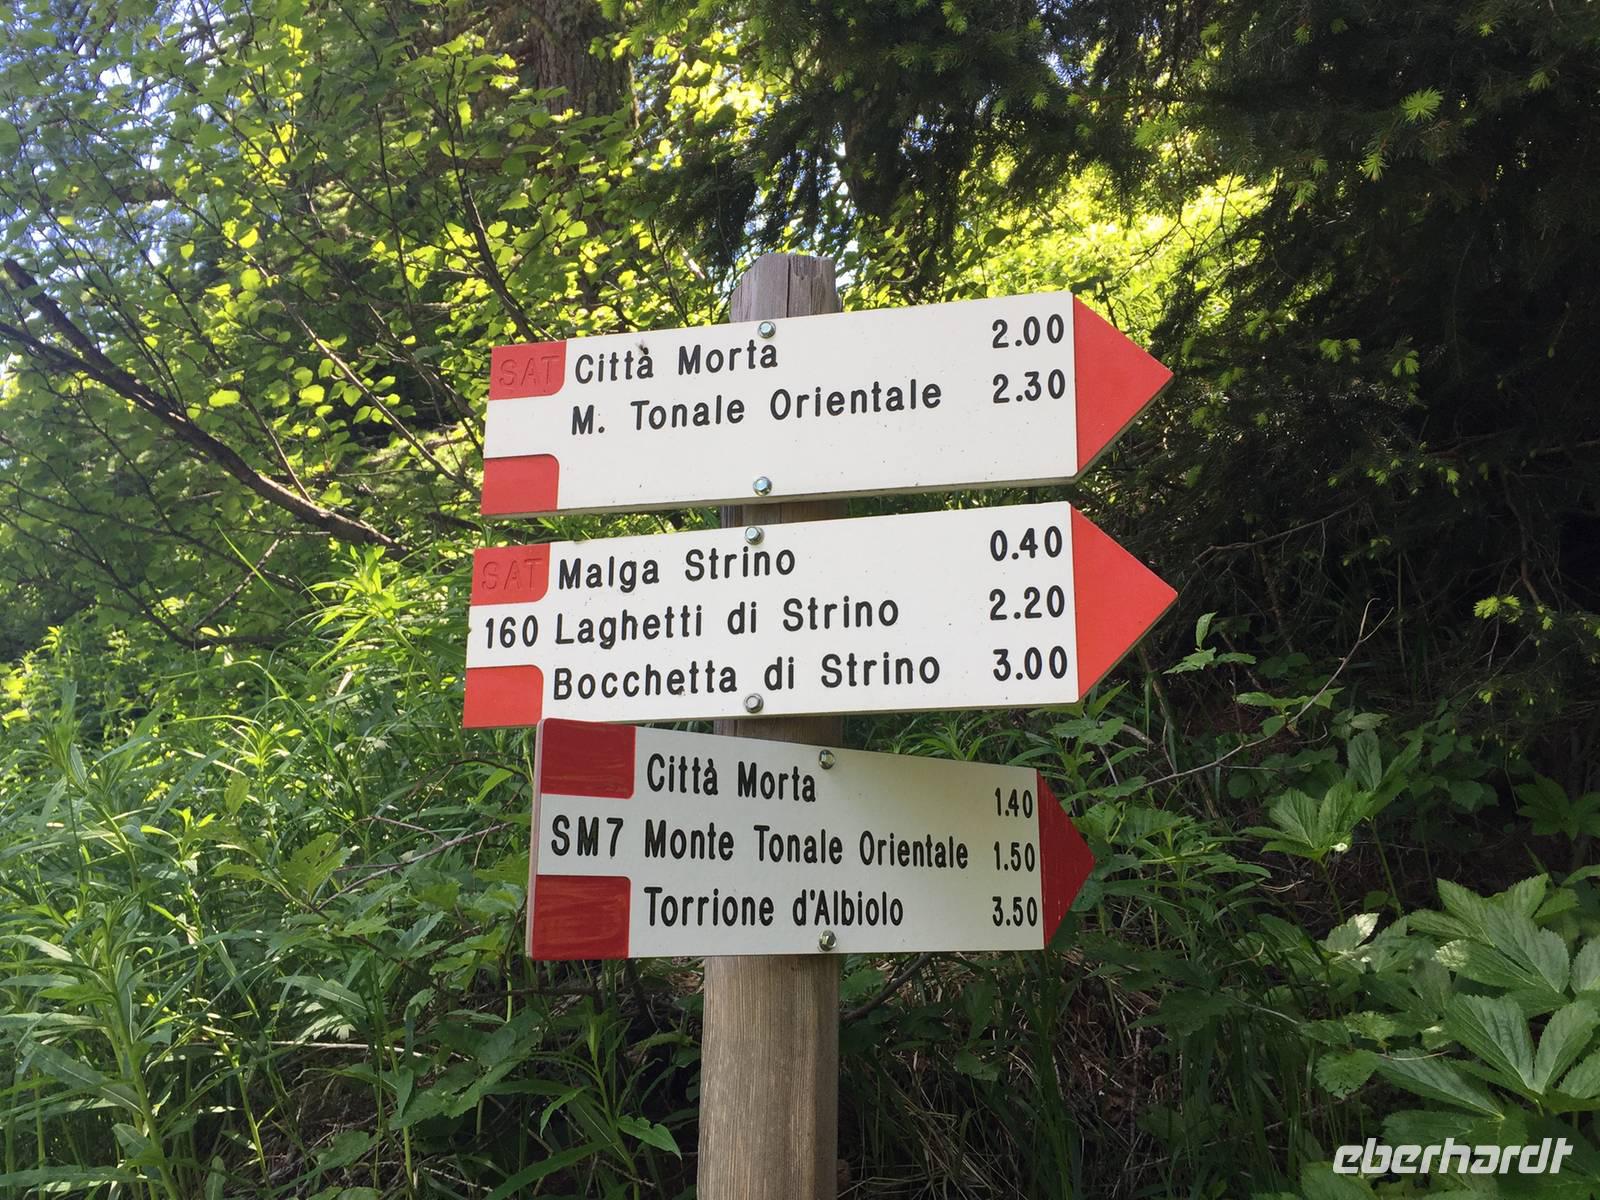 SAT Città Morta 2.00
M. Tonale Orientale 2.30
SAT Malga Strino 0.40
160 Laghetti di Strino 2.20
Bocchetta di Strino 3.00
Città Morta 1.40
SM7 Monte Tonale Orientale 1.50
Torrione d'Albiolo 3.50
eberhardt